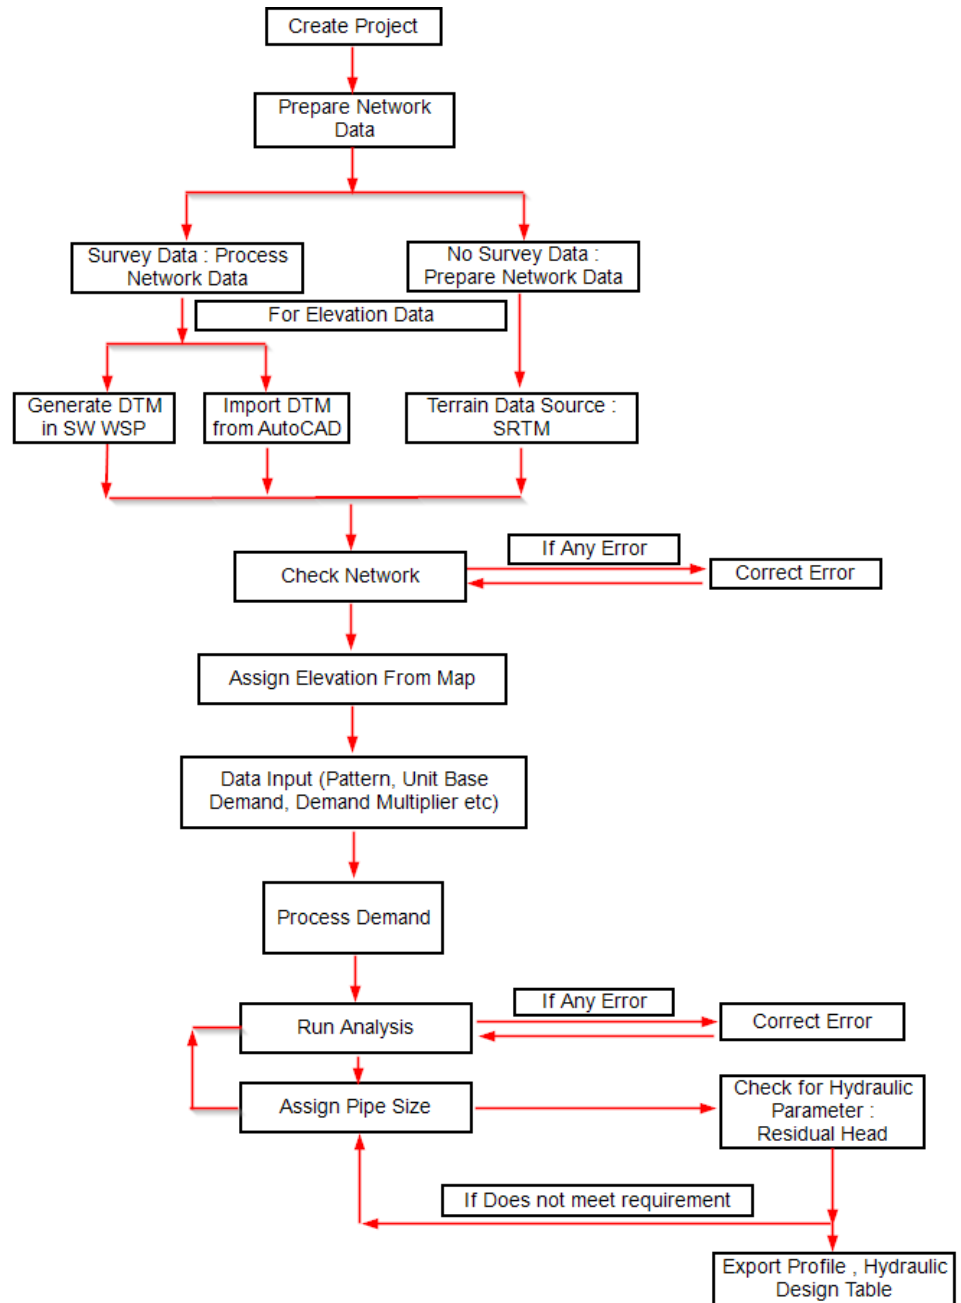 Create Project
Prepare Network
Data
Survey Data : Process
Network Data
No Survey Data :
Prepare Network Data
For Elevation Data
Generate DTM
in SW WSP
Import DTM
from AutoCAD
Terrain Data Source :
SRTM
If Any Error
Check Network
Correct Error
Assign Elevation From Map
Data Input (Pattern, Unit Base
Demand, Demand Multiplier etc)
Process Demand
If Any Error
Run Analysis
Correct Error
Assign Pipe Size
Check for Hydraulic
Parameter :
Residual Head
If Does not meet requirement
Export Profile , Hydraulic
Design Table